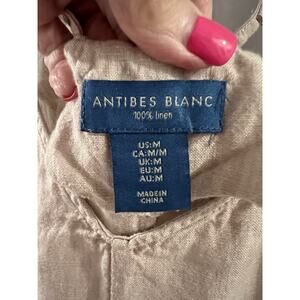 ANTIBES BLANC
100% linen
US:M
CA:M/M
UK:M
EU:M
AU:M
MADE IN
CHINA